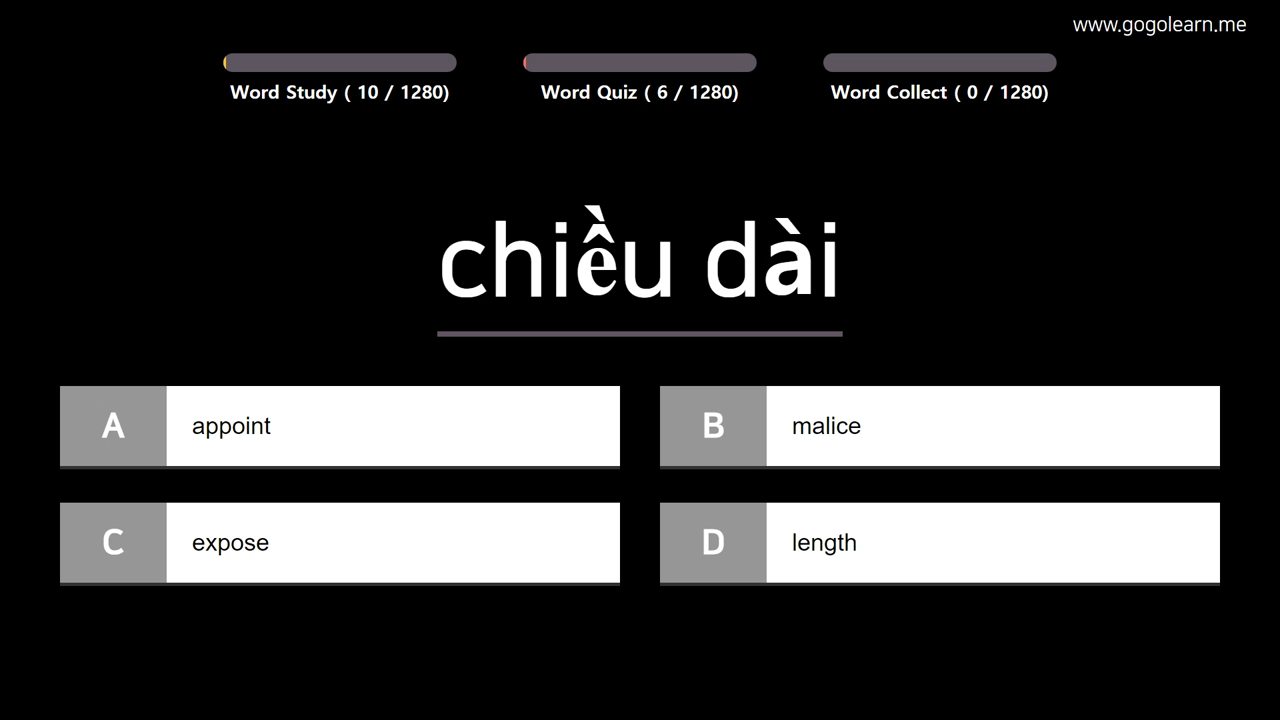 www.gogolearn.me
Word Study ( 10 / 1280)
Word Quiz ( 6 / 1280)
Word Collect ( 0 / 1280)
chiều dài
A appoint
B malice
C expose
D length